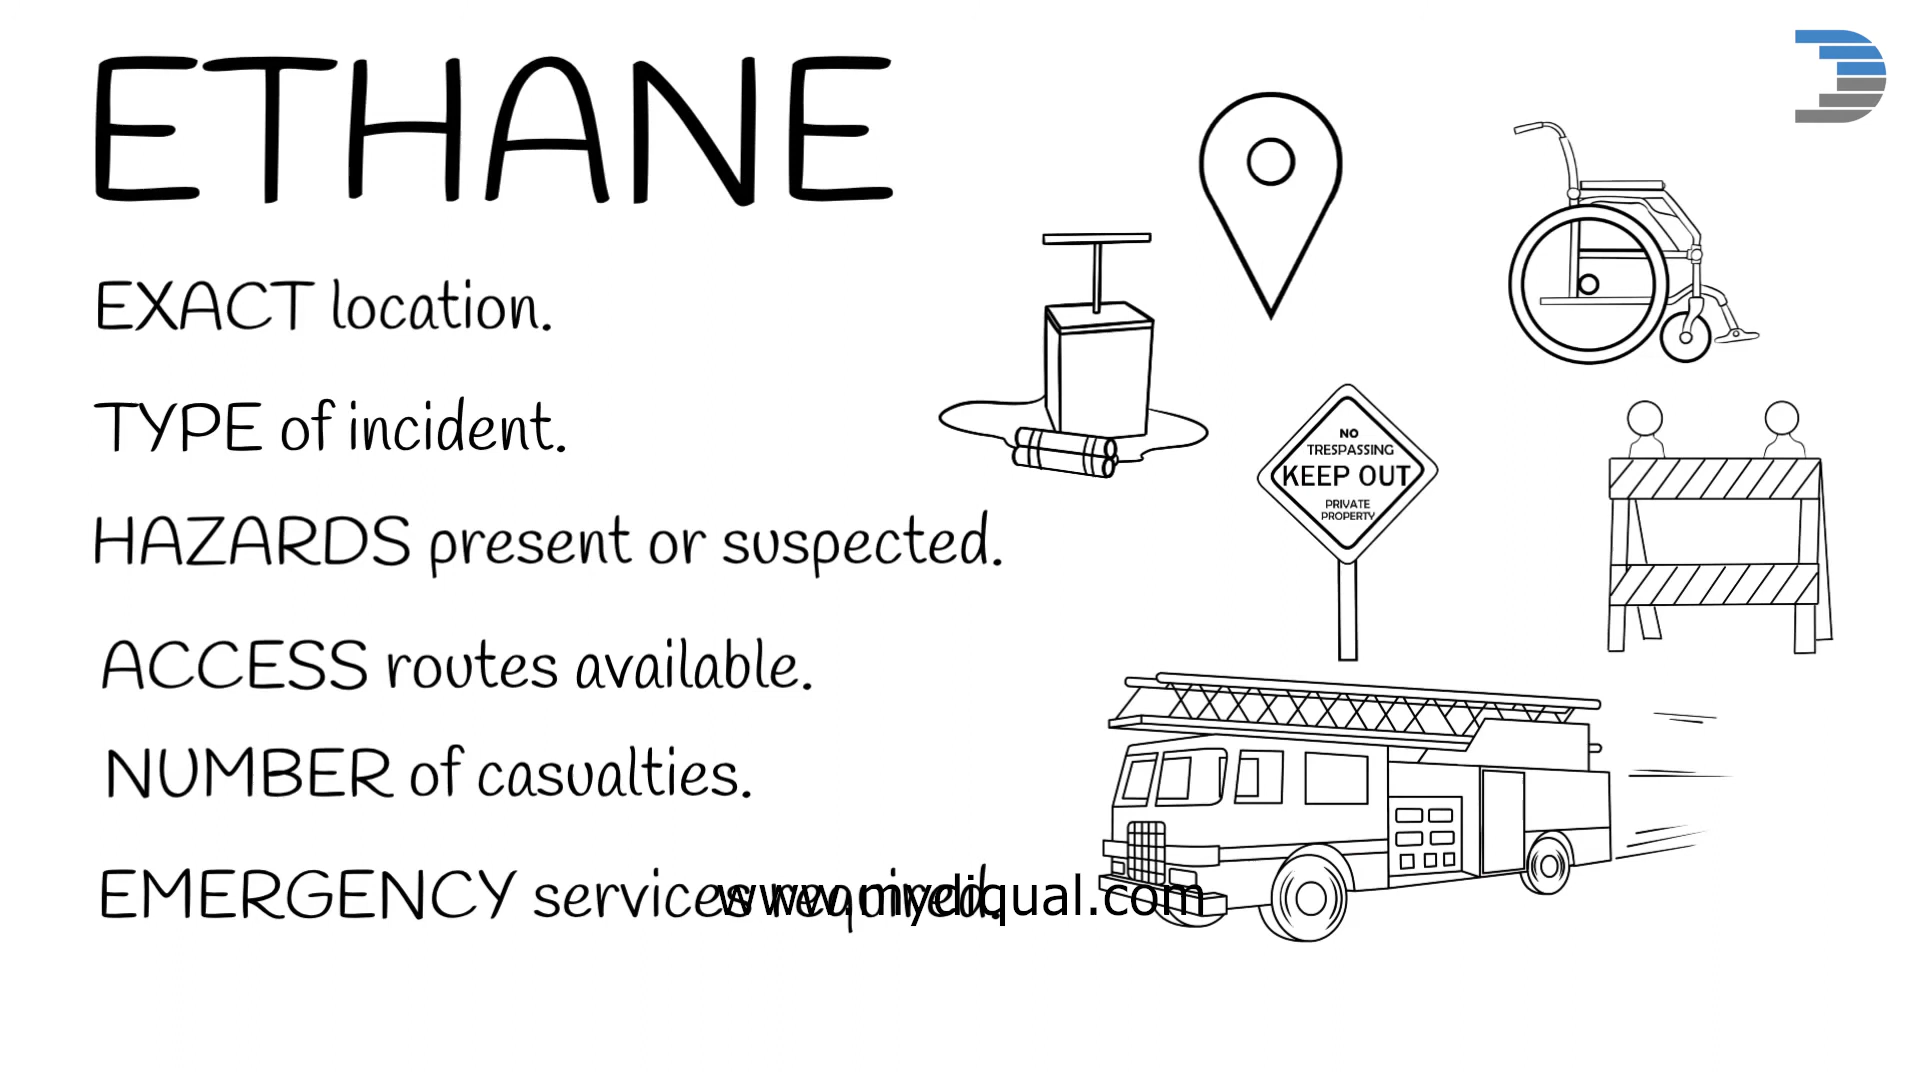 ETHANE
EXACT location.
TYPE of incident.
HAZARDS present or suspected.
ACCESS routes available.
NUMBER of casualties.
EMERGENCY services required.
www.mydiqual.com
NO
TRESPASSING
KEEP OUT
PRIVATE
PROPERTY